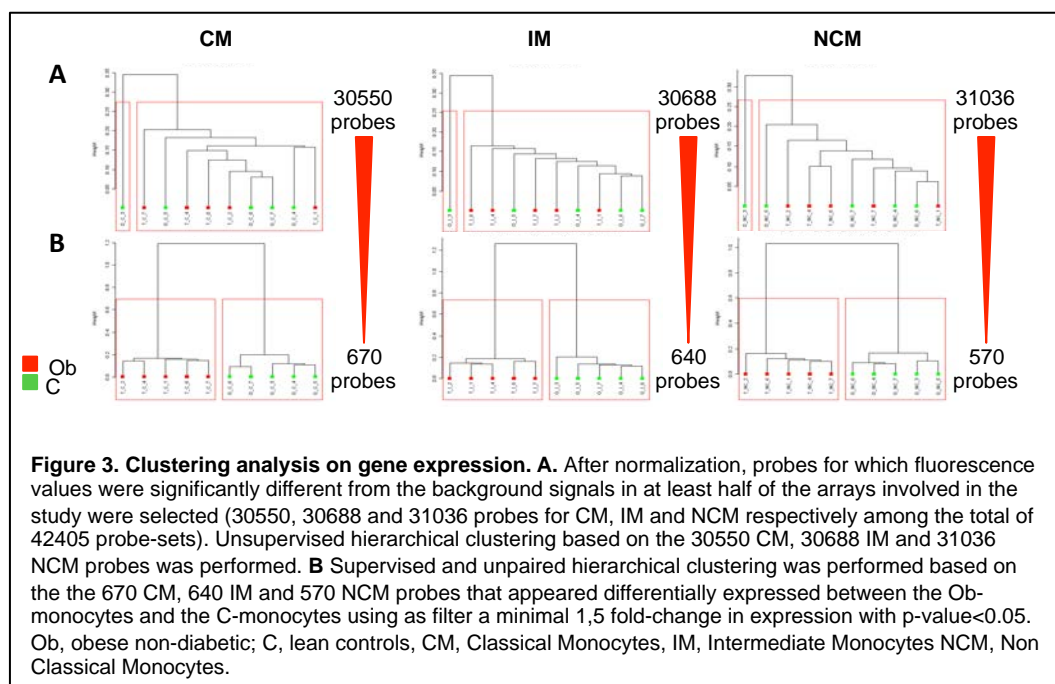 CM IM NCM
A
30550
probes
30688
probes
31036
probes
B
670
probes
640
probes
570
probes
Ob
C
Figure 3. Clustering analysis on gene expression. A. After normalization, probes for which fluorescence
values were significantly different from the background signals in at least half of the arrays involved in the
study were selected (30550, 30688 and 31036 probes for CM, IM and NCM respectively among the total of
42405 probe-sets). Unsupervised hierarchical clustering based on the 30550 CM, 30688 IM and 31036
NCM probes was performed. B Supervised and unpaired hierarchical clustering was performed based on
the the 670 CM, 640 IM and 570 NCM probes that appeared differentially expressed between the Ob-
monocytes and the C-monocytes using as filter a minimal 1,5 fold-change in expression with p-value<0.05.
Ob, obese non-diabetic; C, lean controls, CM, Classical Monocytes, IM, Intermediate Monocytes NCM, Non
Classical Monocytes.